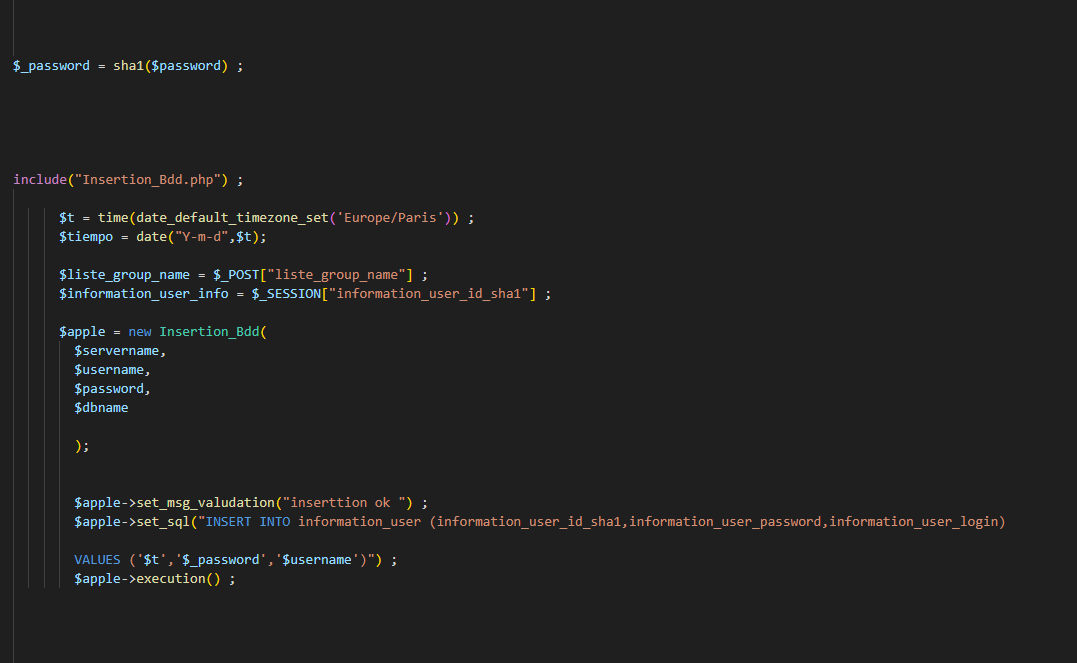 $_password = sha1($password) ;
include("Insertion_Bdd.php") ;
$t = time(date_default_timezone_set('Europe/Paris')) ;
$tiempo = date("Y-m-d",$t);
$liste_group_name = $_POST["liste_group_name"] ;
$information_user_info = $_SESSION["information_user_id_sha1"] ;
$apple = new Insertion_Bdd(
$servername,
$username,
$password,
$dbname
);
$apple->set_msg_valudation("inserttion ok ") ;
$apple->set_sql("INSERT INTO information_user (information_user_id_sha1,information_user_password,information_user_login)
VALUES ('$t','$_password','$username')") ;
$apple->execution() ;